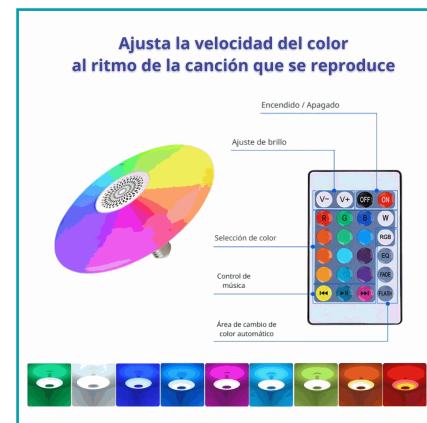 Ajusta la velocidad del color
al ritmo de la canción que se reproduce
Encendido / Apagado
Ajuste de brillo
V- V+ OFF ON
R G B W
RGB
Selección de color
EQ
Control de
música
FADE
FLASH
Área de cambio de
color automático